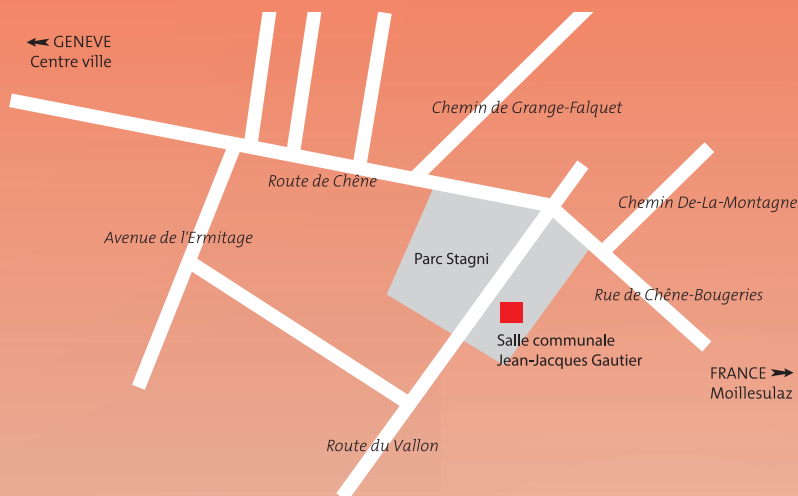 GENEVE
Centre ville
Chemin de Grange-Falquet
Route de Chêne
Chemin De-La-Montagne
Avenue de l'Ermitage
Parc Stagni
Rue de Chêne-Bougeries
Salle communale
Jean-Jacques Gautier
FRANCE
Moillesulaz
Route du Vallon